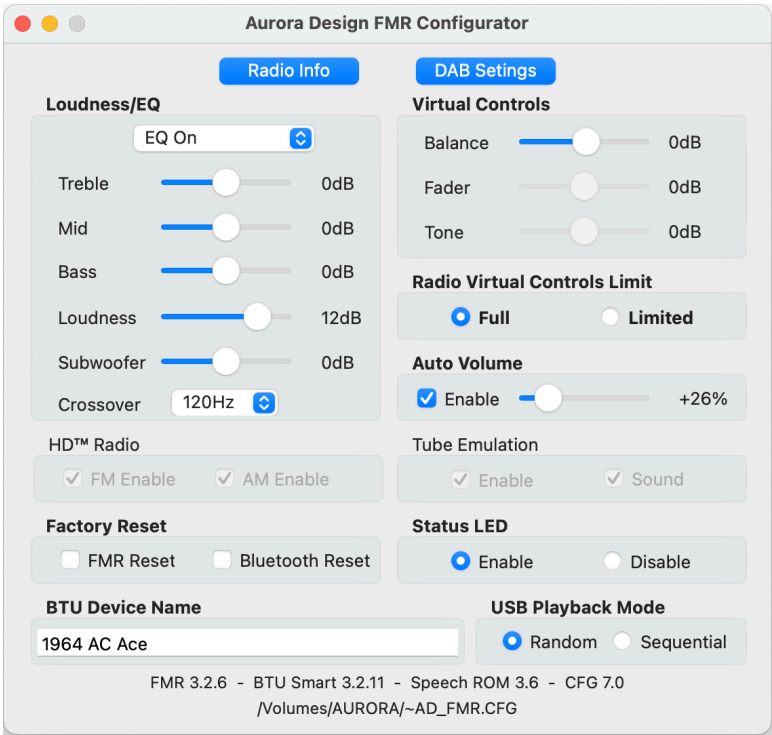 Aurora Design FMR Configurator
Radio Info
DAB Setings
Loudness/EQ
EQ On
Treble 0dB
Mid 0dB
Bass 0dB
Loudness 12dB
Subwoofer 0dB
Crossover 120Hz
Virtual Controls
Balance 0dB
Fader 0dB
Tone 0dB
Radio Virtual Controls Limit
Full Limited
Auto Volume
Enable +26%
HD™ Radio
FM Enable AM Enable
Tube Emulation
Enable Sound
Factory Reset
FMR Reset Bluetooth Reset
Status LED
Enable Disable
BTU Device Name
1964 AC Ace
USB Playback Mode
Random Sequential
FMR 3.2.6 - BTU Smart 3.2.11 - Speech ROM 3.6 - CFG 7.0
/Volumes/AURORA/~AD_FMR.CFG